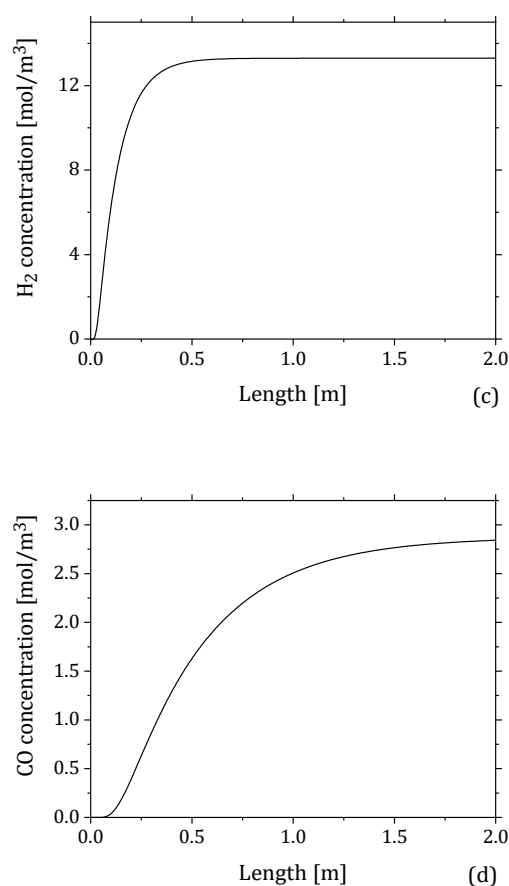 H₂ concentration [mol/m³]
12
8
4
0
0.0 0.5 1.0 1.5 2.0
Length [m]
(c)
CO concentration [mol/m³]
3.0
2.5
2.0
1.5
1.0
0.5
0.0
0.0 0.5 1.0 1.5 2.0
Length [m]
(d)